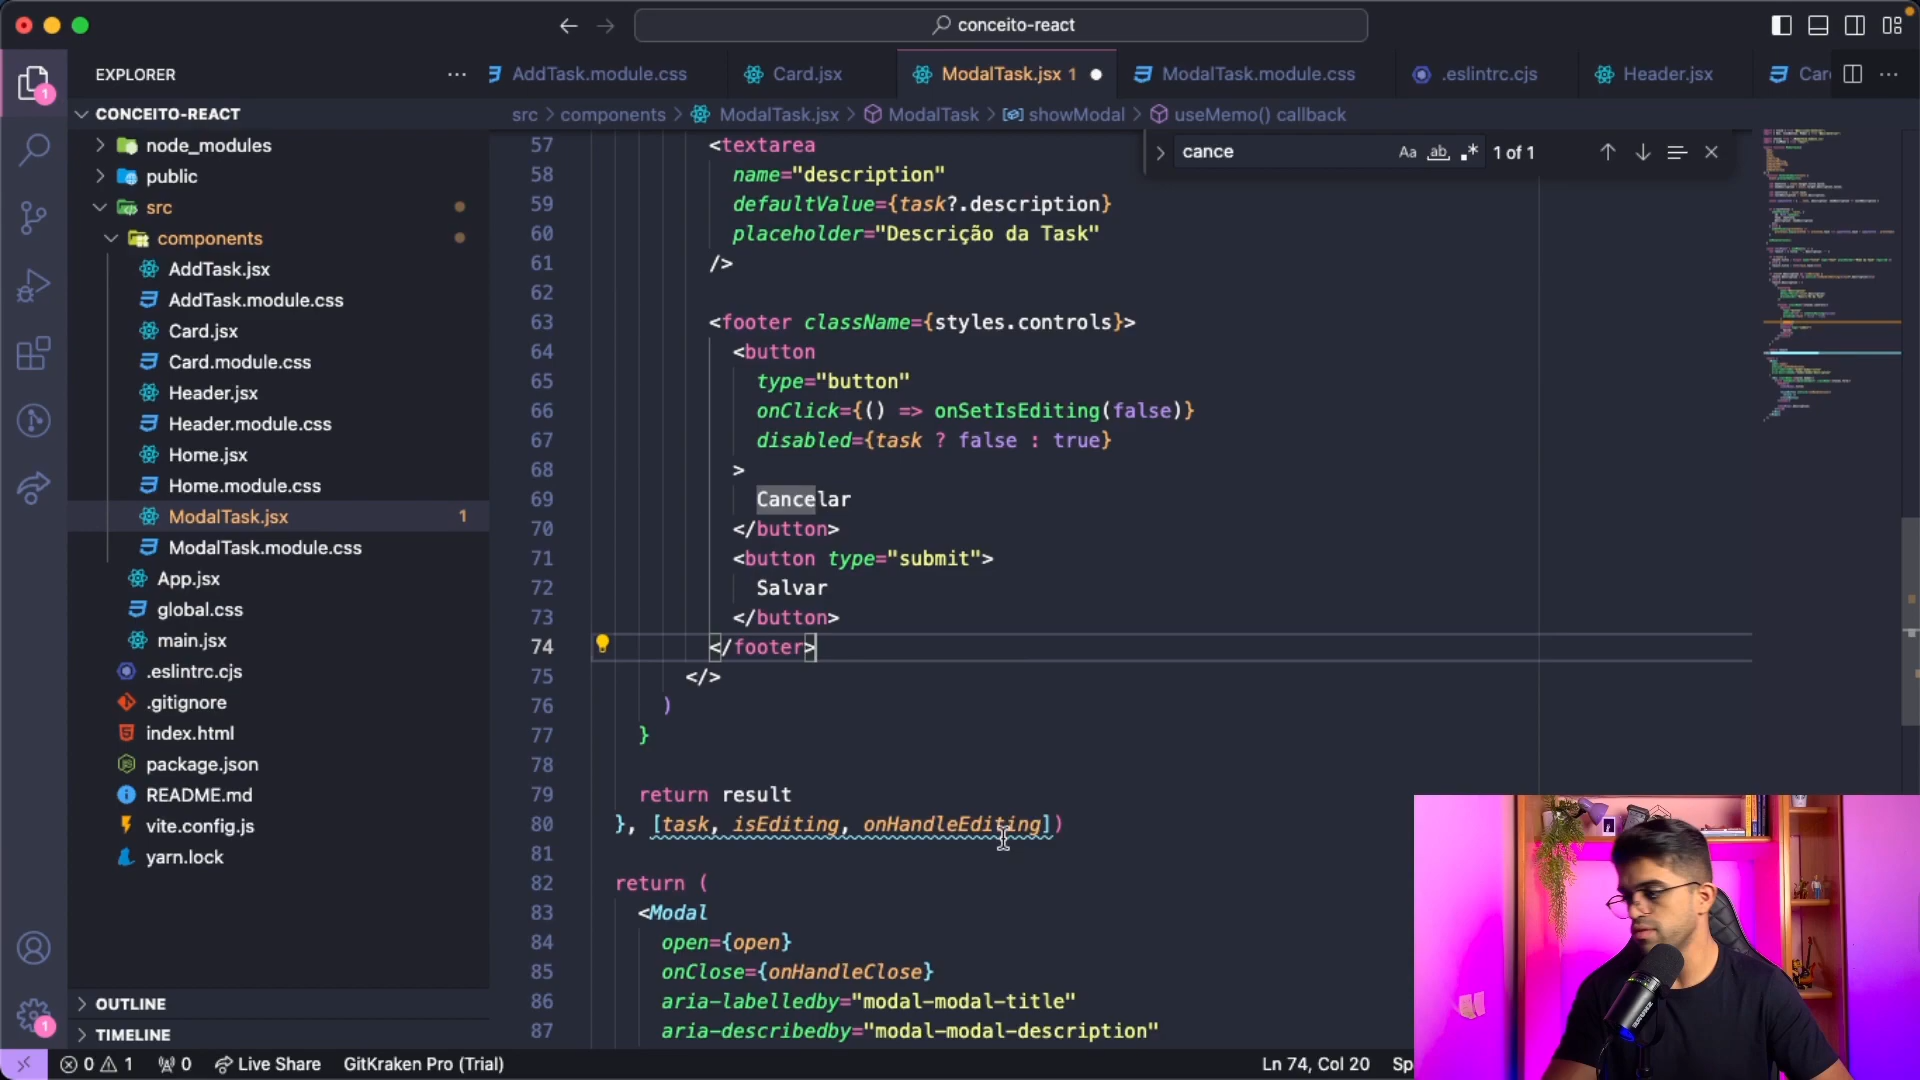 conceito-react
EXPLORER
AddTask.module.css
Card.jsx
ModalTask.jsx 1
ModalTask.module.css
.eslintrc.cjs
Header.jsx
Car
src > components > ModalTask.jsx > ModalTask > showModal > useMemo() callback
cance
Aa
ab
1 of 1
1
CONCEITO-REACT
node_modules
public
src
components
AddTask.jsx
AddTask.module.css
Card.jsx
Card.module.css
Header.jsx
Header.module.css
Home.jsx
Home.module.css
ModalTask.jsx 1
ModalTask.module.css
App.jsx
global.css
main.jsx
.eslintrc.cjs
.gitignore
index.html
package.json
README.md
vite.config.js
yarn.lock
OUTLINE
TIMELINE
1
57 <textarea
58 name="description"
59 defaultValue={task?.description}
60 placeholder="Descrição da Task"
61 />
62
63 <footer className={styles.controls}>
64 <button
65 type="button"
66 onClick={() => onSetIsEditing(false)}
67 disabled={task ? false : true}
68 >
69 Cancelar
70 </button>
71 <button type="submit">
72 Salvar
73 </button>
74 </footer>
75 </>
76 )
77 }
78
79 return result
80 }, [task, isEditing, onHandleEditing])
81
82 return (
83 <Modal
84 open={open}
85 onClose={onHandleClose}
86 aria-labelledby="modal-modal-title"
87 aria-describedby="modal-modal-description"
0 1 0 Live Share GitKraken Pro (Trial) Ln 74, Col 20 Sp